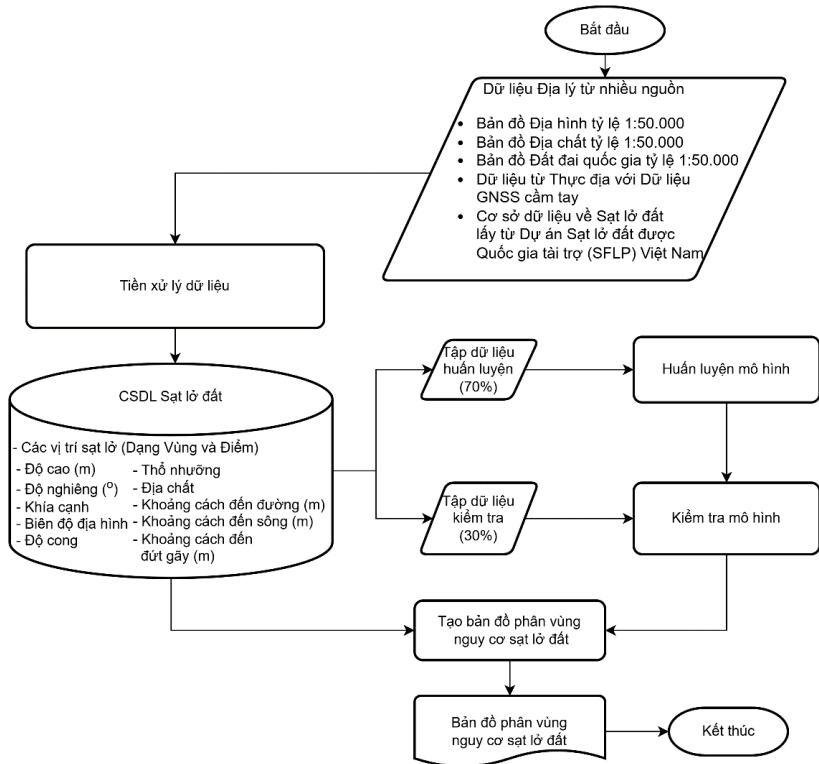 Bắt đầu
Dữ liệu Địa lý từ nhiều nguồn
• Bản đồ Địa hình tỷ lệ 1:50.000
• Bản đồ Địa chất tỷ lệ 1:50.000
• Bản đồ Đất đai quốc gia tỷ lệ 1:50.000
• Dữ liệu từ Thực địa với Dữ liệu
GNSS cầm tay
• Cơ sở dữ liệu về Sạt lở đất
lấy từ Dự án Sạt lở đất được
Quốc gia tài trợ (SFLP) Việt Nam
Tiền xử lý dữ liệu
CSDL Sạt lở đất
- Các vị trí sạt lở (Dạng Vùng và Điểm)
- Độ cao (m)
- Độ nghiêng (º)
- Khía cạnh
- Biên độ địa hình
- Độ cong
- Thổ nhưỡng
- Địa chất
- Khoảng cách đến đường (m)
- Khoảng cách đến sông (m)
- Khoảng cách đến
đứt gãy (m)
Tập dữ liệu
huấn luyện
(70%)
Huấn luyện mô hình
Tập dữ liệu
kiểm tra
(30%)
Kiểm tra mô hình
Tạo bản đồ phân vùng
nguy cơ sạt lở đất
Bản đồ phân vùng
nguy cơ sạt lở đất
Kết thúc